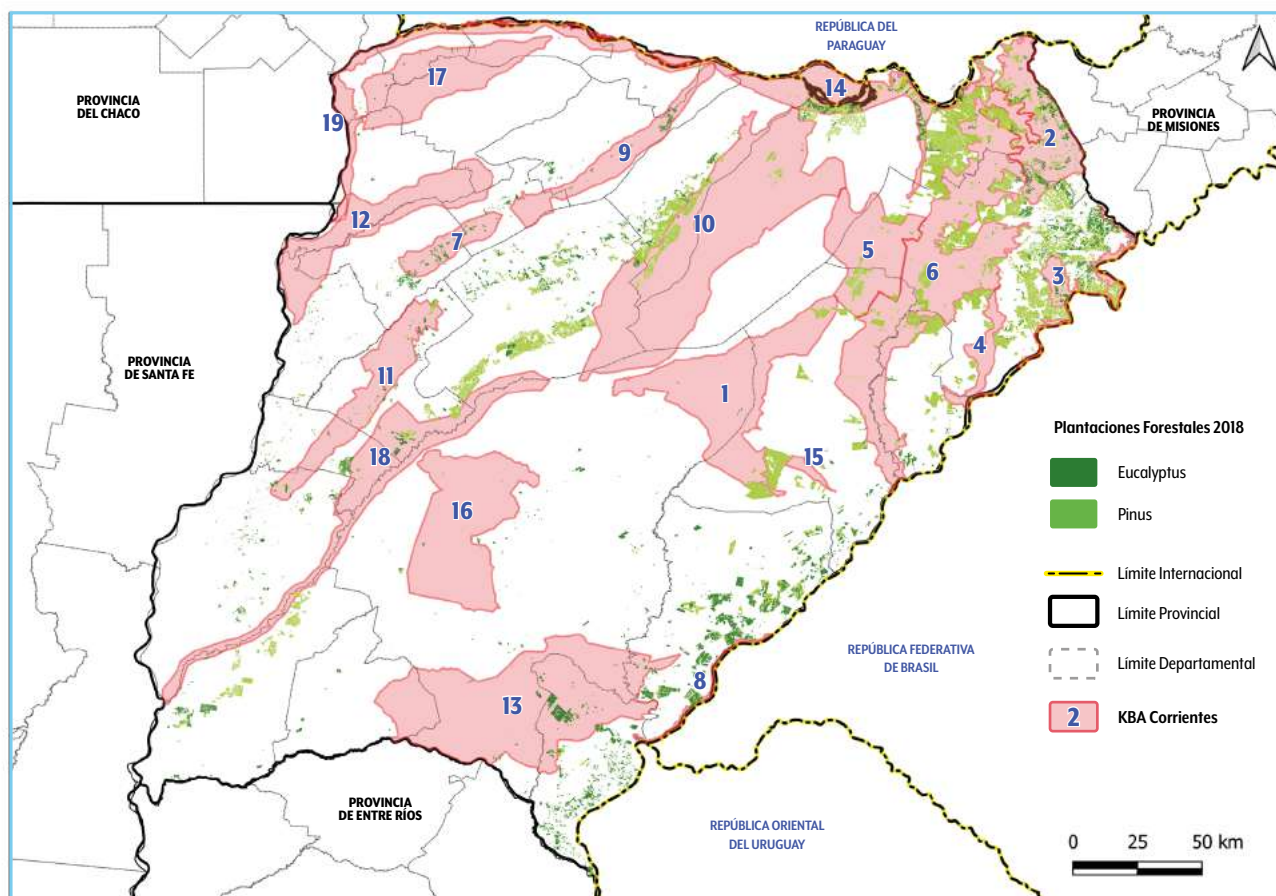 REPÚBLICA DEL
PARAGUAY
PROVINCIA
DEL CHACO
17
14
19
PROVINCIA
DE MISIONES
2
9
12
10
7
5
6
3
PROVINCIA
DE SANTA FE
4
11
1
18
15
16
Plantaciones Forestales 2018
Eucalyptus
Pinus
Límite Internacional
Límite Provincial
Límite Departamental
2
KBA Corrientes
REPÚBLICA FEDERATIVA
DE BRASIL
8
13
PROVINCIA
DE ENTRE RÍOS
REPÚBLICA ORIENTAL
DEL URUGUAY
0 25 50 km